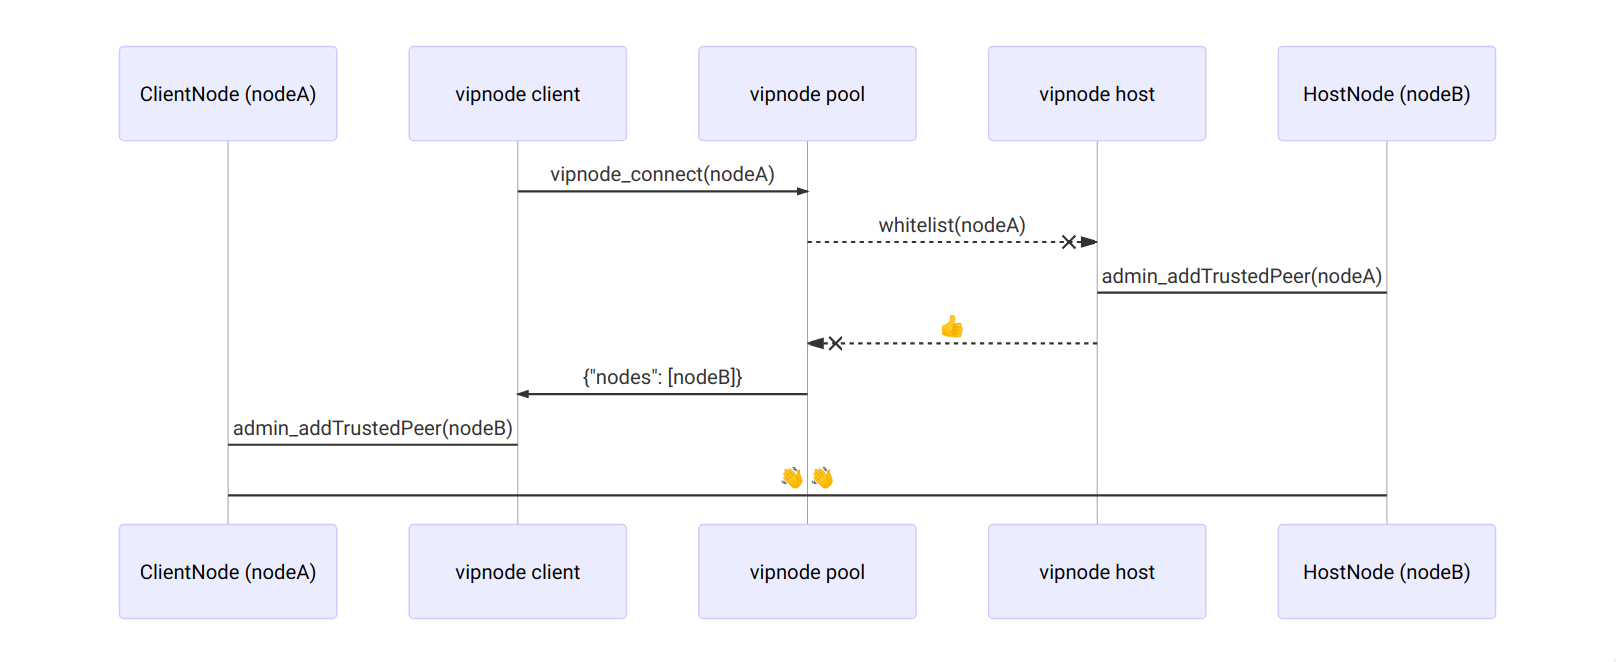 ClientNode (nodeA)
vipnode client
vipnode pool
vipnode host
HostNode (nodeB)
vipnode_connect(nodeA)
whitelist(nodeA)
admin_addTrustedPeer(nodeA)
👍
{"nodes": [nodeB]}
admin_addTrustedPeer(nodeB)
👋 👋
ClientNode (nodeA)
vipnode client
vipnode pool
vipnode host
HostNode (nodeB)